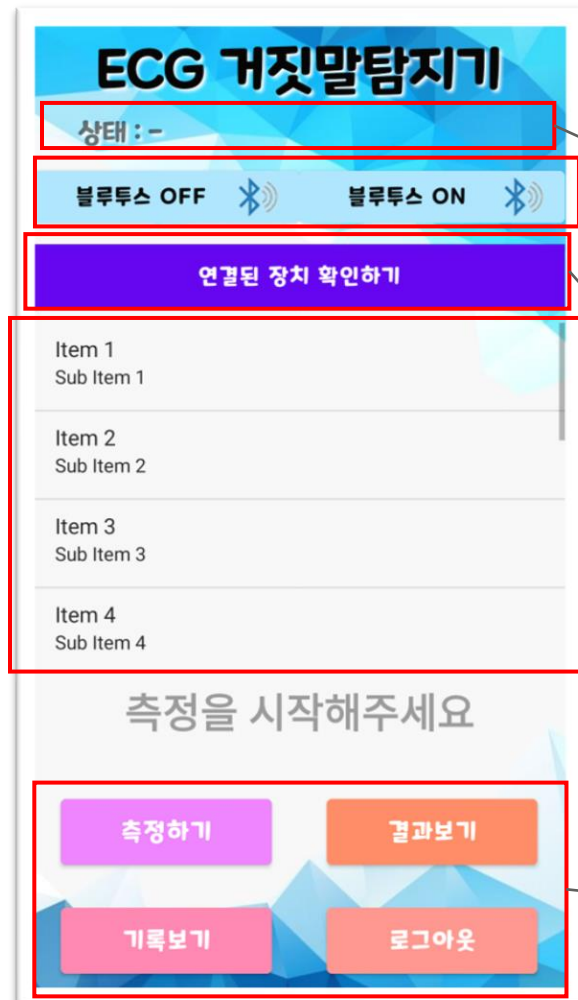 ECG 거짓말탐지기
상태 : -
블루투스 OFF 블루투스 ON
연결된 장치 확인하기
Item 1
Sub Item 1
Item 2
Sub Item 2
Item 3
Sub Item 3
Item 4
Sub Item 4
측정을 시작해주세요
측정하기 결과보기
기록보기 로그아웃